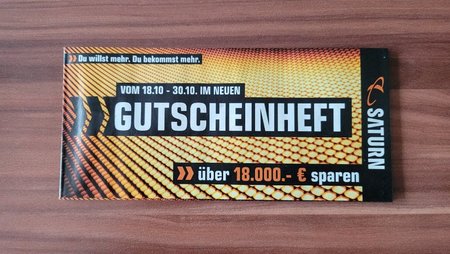 » Du willst mehr. Du bekommst mehr.
VOM 18.10 - 30.10. IM NEUEN
GUTSCHEINHEFT
» über 18.000.- € sparen
SATURN